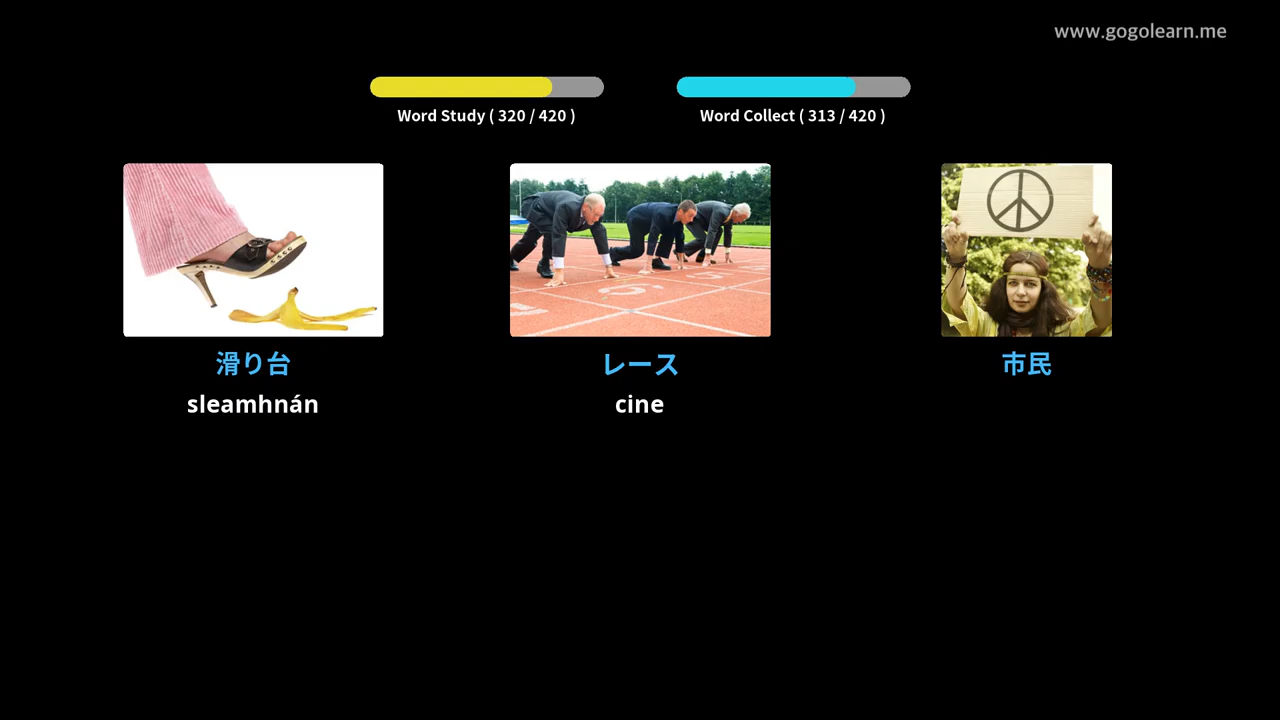 www.gogolearn.me
Word Study ( 320 / 420 )
Word Collect ( 313 / 420 )
滑り台
レース
市民
sleamhnán
cine